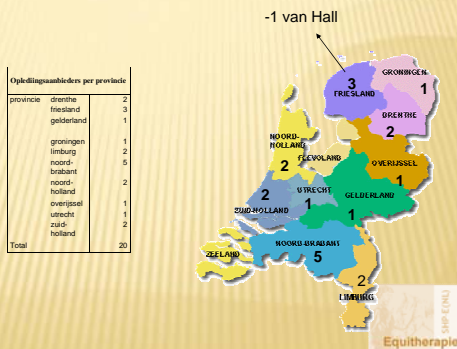 -1 van Hall
Oplediingsaanbieders per provincie
provincie drenthe 2
friesland 3
gelderland 1
groningen 1
limburg 2
noord-
brabant 5
noord-
holland 2
overijssel 1
utrecht 1
zuid-
holland 2
Total 20
GRONINGEN
1
3
FRIESLAND
DRENTHE
2
NOORD-
HOLLAND
2
FLEVOLAND
OVERIJSSEL
1
2
ZUID-HOLLAND
UTRECHT
1
GELDERLAND
1
NOORD-BRABANT
5
ZEELAND
2
LIMBURG
SHP-E(NL)
Equitherapie